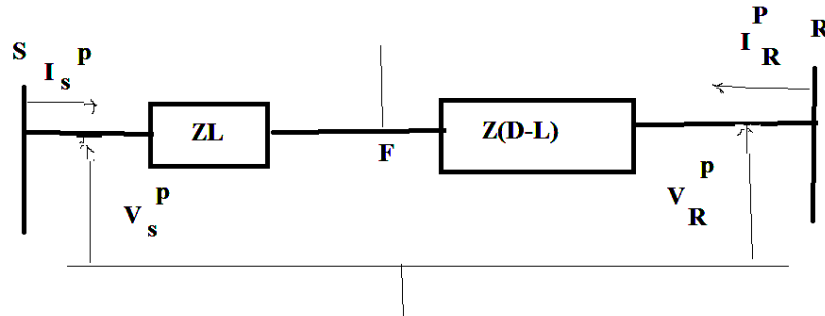 S
I s p
ZL
F
Z(D-L)
I R P
R
V s p
V R p